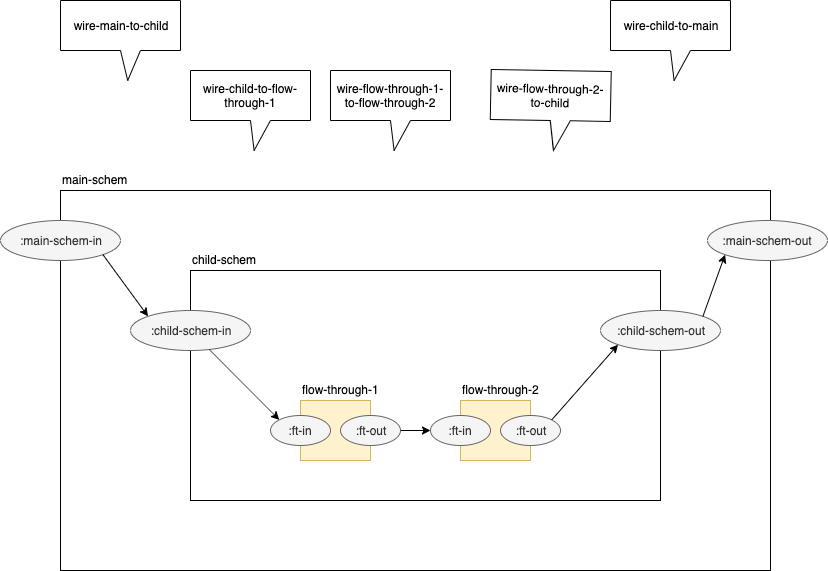 wire-main-to-child
wire-child-to-main
wire-child-to-flow-
through-1
wire-flow-through-1-
to-flow-through-2
wire-flow-through-2-
to-child
main-schem
:main-schem-in
:main-schem-out
child-schem
:child-schem-in
:child-schem-out
flow-through-1
flow-through-2
:ft-in
:ft-out
:ft-in
:ft-out